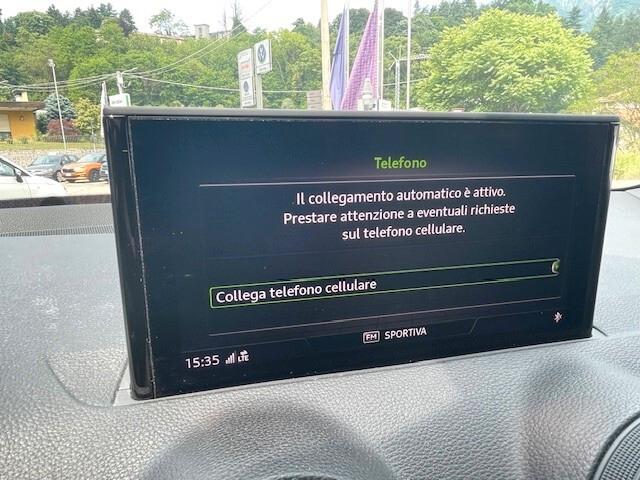 Telefono
Il collegamento automatico è attivo.
Prestare attenzione a eventuali richieste
sul telefono cellulare.
Collega telefono cellulare
FM SPORTIVA
15:35 LTE